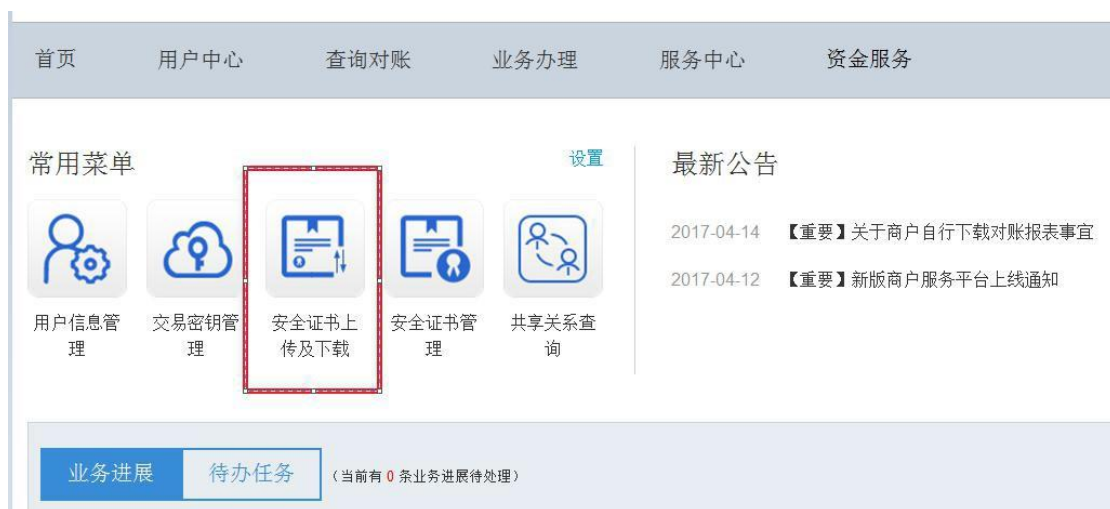 首页 用户中心 查询对账 业务办理 服务中心 资金服务
常用菜单 设置
用户信息管
理
交易密钥管
理
安全证书上
传及下载
安全证书管
理
共享关系查
询
最新公告
2017-04-14 【重要】关于商户自行下载对账报表事宜
2017-04-12 【重要】新版商户服务平台上线通知
业务进展 待办任务 （当前有 0 条业务进展待处理）